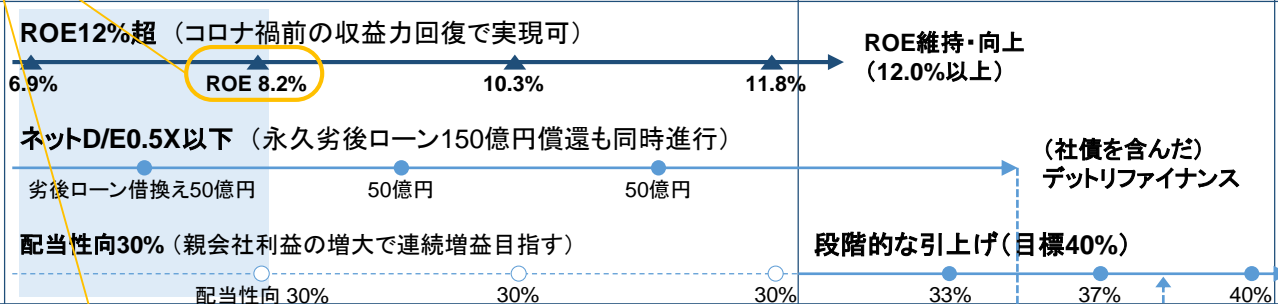 ROE12%超（コロナ禍前の収益力回復で実現可）
6.9%
ROE 8.2%
10.3%
11.8%
ROE維持・向上
（12.0%以上）
ネットD/E0.5X以下（永久劣後ローン150億円償還も同時進行）
劣後ローン借換え50億円
50億円
50億円
（社債を含んだ）
デットリファイナンス
配当性向30%（親会社利益の増大で連続増益目指す）
配当性向 30%
30%
30%
段階的な引上げ（目標40%）
33%
37%
40%